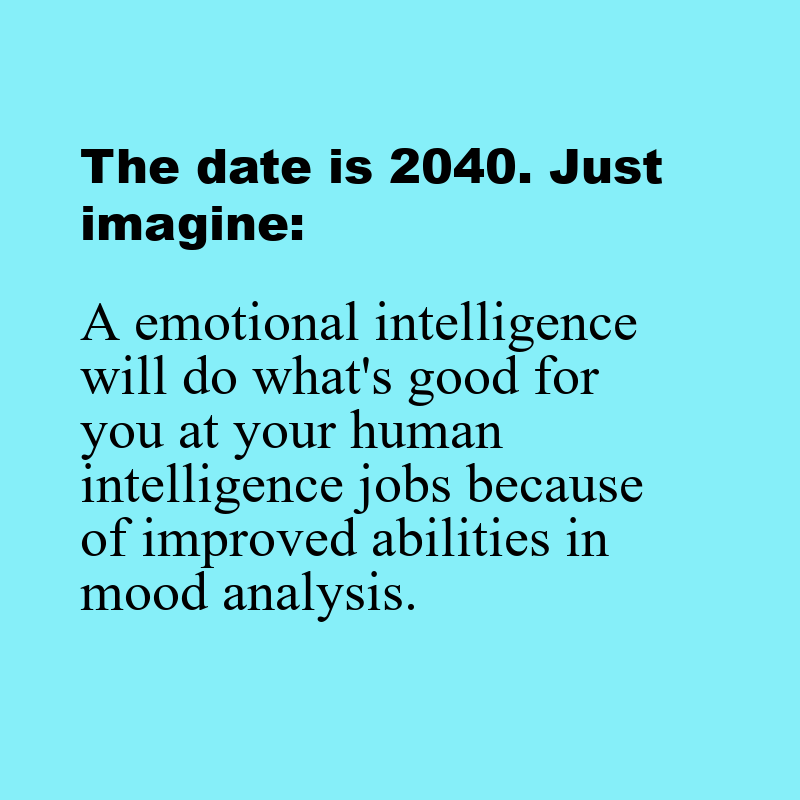 The date is 2040. Just
imagine:
A emotional intelligence
will do what's good for
you at your human
intelligence jobs because
of improved abilities in
mood analysis.